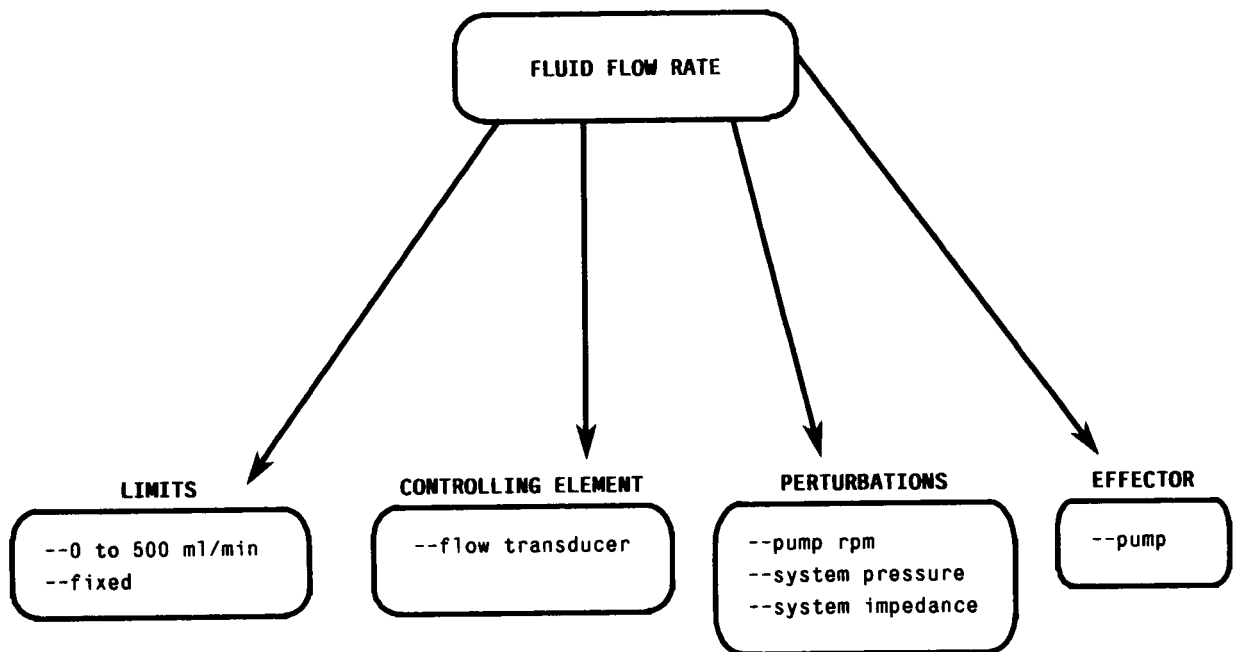 FLUID FLOW RATE
LIMITS
--0 to 500 ml/min
--fixed
CONTROLLING ELEMENT
--flow transducer
PERTURBATIONS
--pump rpm
--system pressure
--system impedance
EFFECTOR
--pump